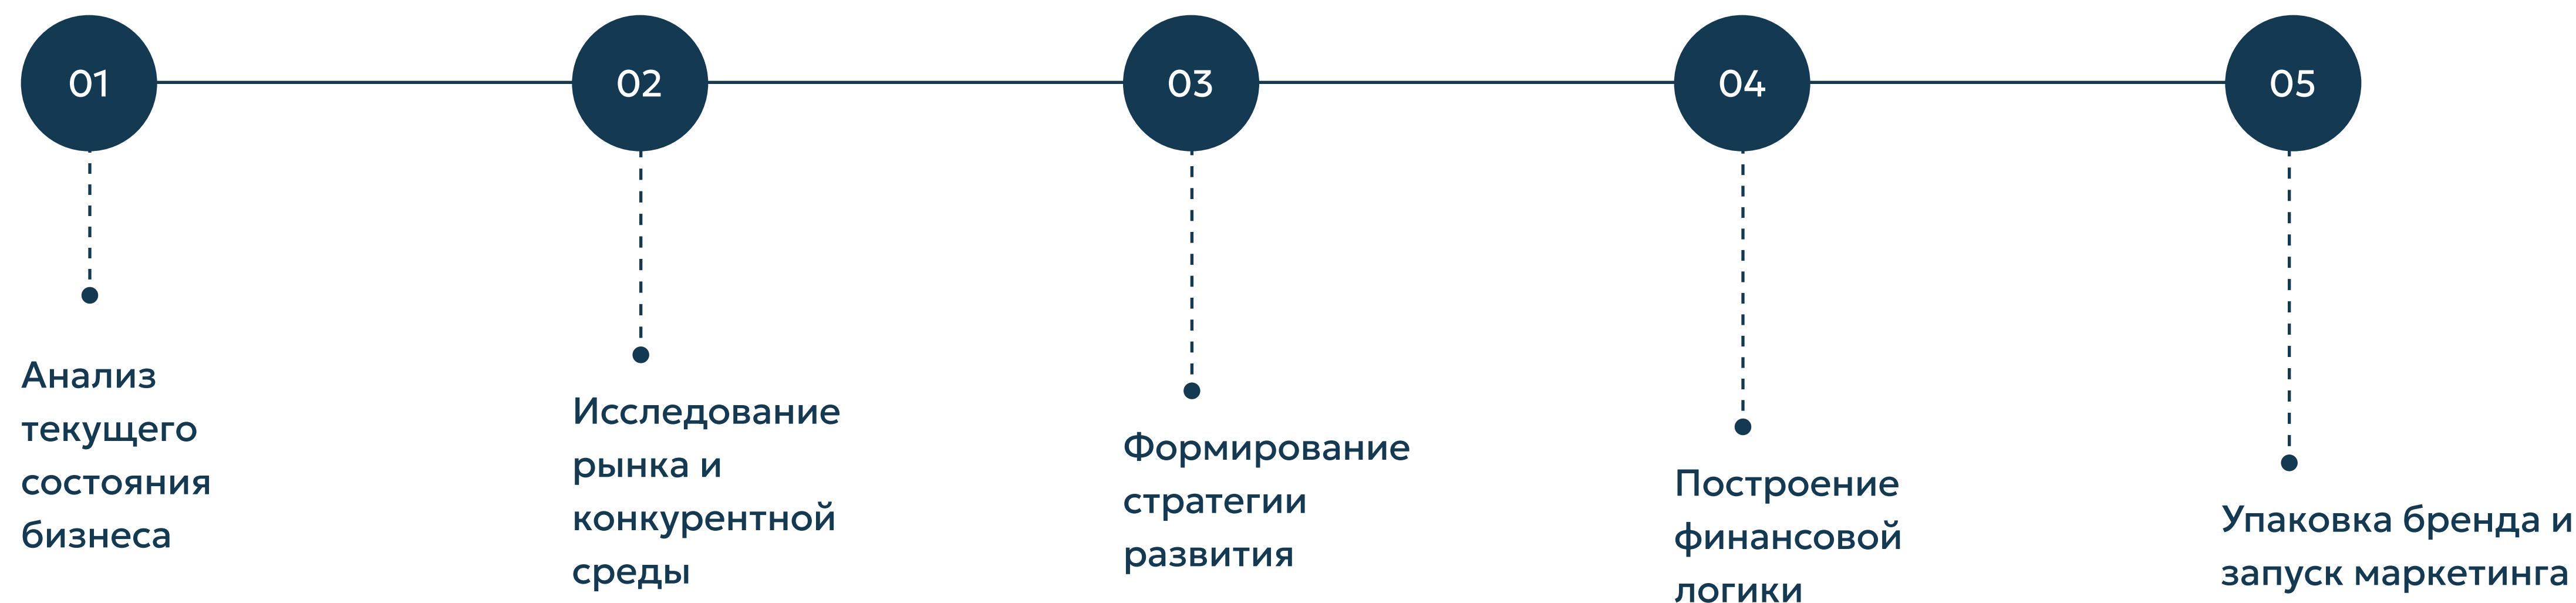 01
02
03
04
05
Анализ
текущего
состояния
бизнеса
Исследование
рынка и
конкурентной
среды
Формирование
стратегии
развития
Построение
финансовой
логики
Упаковка бренда и
запуск маркетинга